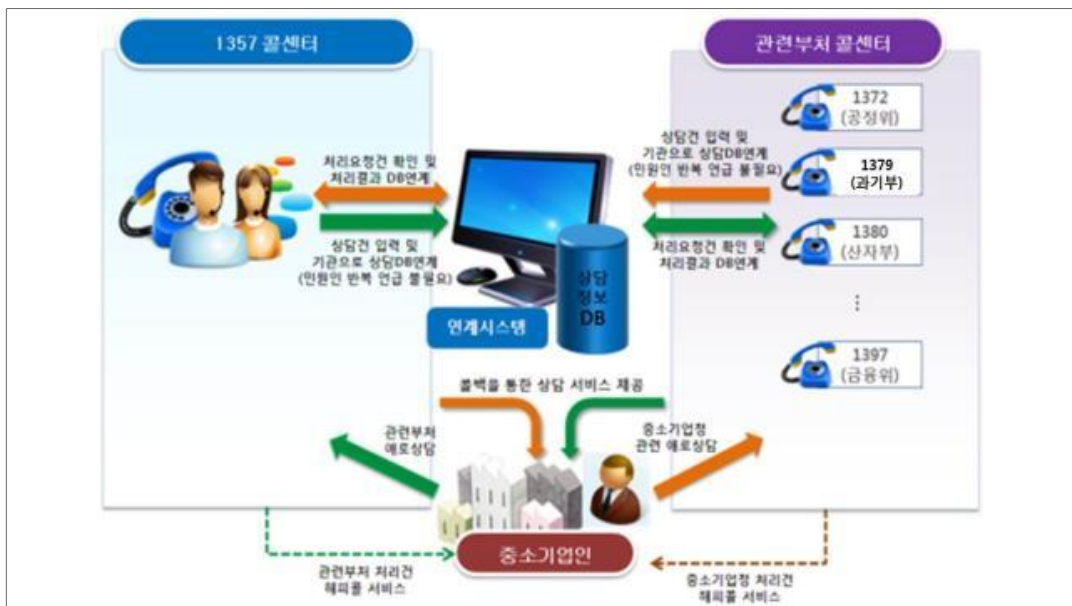 1357 콜센터
관련부처 콜센터
1372
(공정위)
1379
(과기부)
1380
(산자부)
⋮
1397
(금융위)
처리요청건 확인 및
처리결과 DB연계
상담건 입력 및
기관으로 상담DB연계
(민원인 반복 언급 불필요)
상담건 입력 및
기관으로 상담DB연계
(민원인 반복 언급 불필요)
처리요청건 확인 및
처리결과 DB연계
상담
정보
DB
연계시스템
콜백을 통한 상담 서비스 제공
관련부처
애로상담
중소기업청
관련 애로상담
중소기업인
관련부처 처리건
해피콜 서비스
중소기업청 처리건
해피콜 서비스